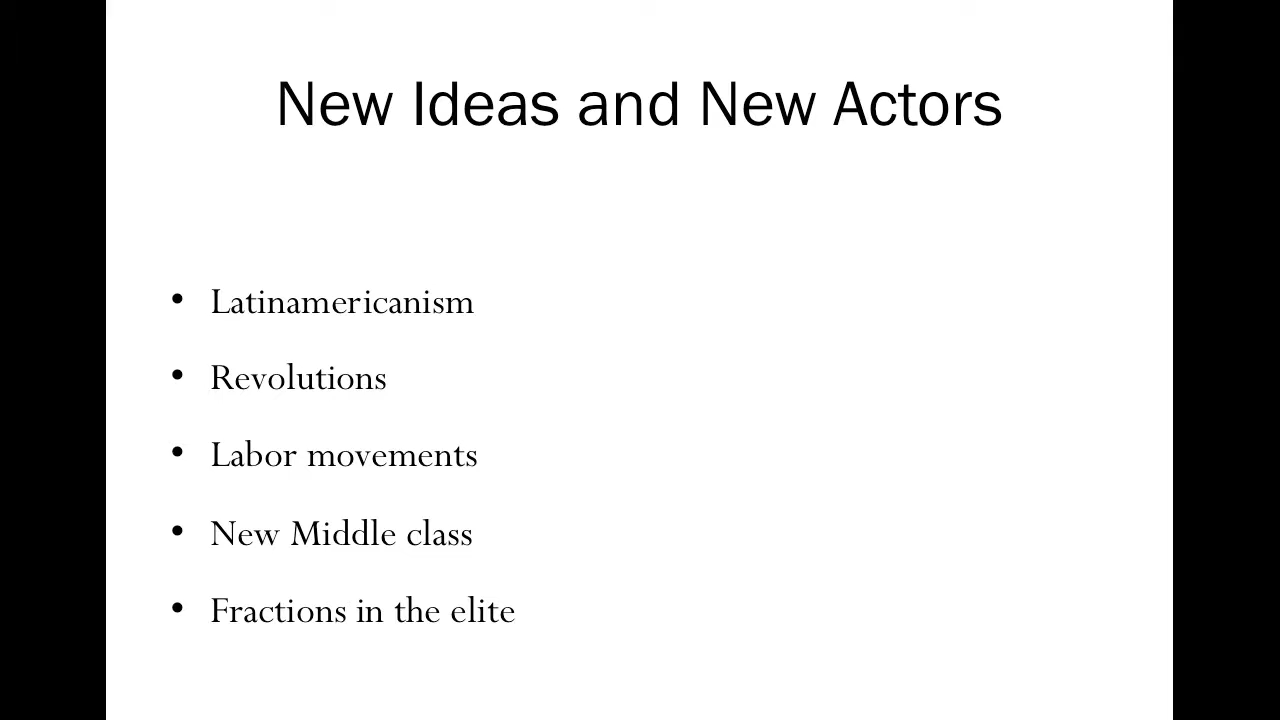 New Ideas and New Actors
• Latinamericanism
• Revolutions
• Labor movements
• New Middle class
• Fractions in the elite